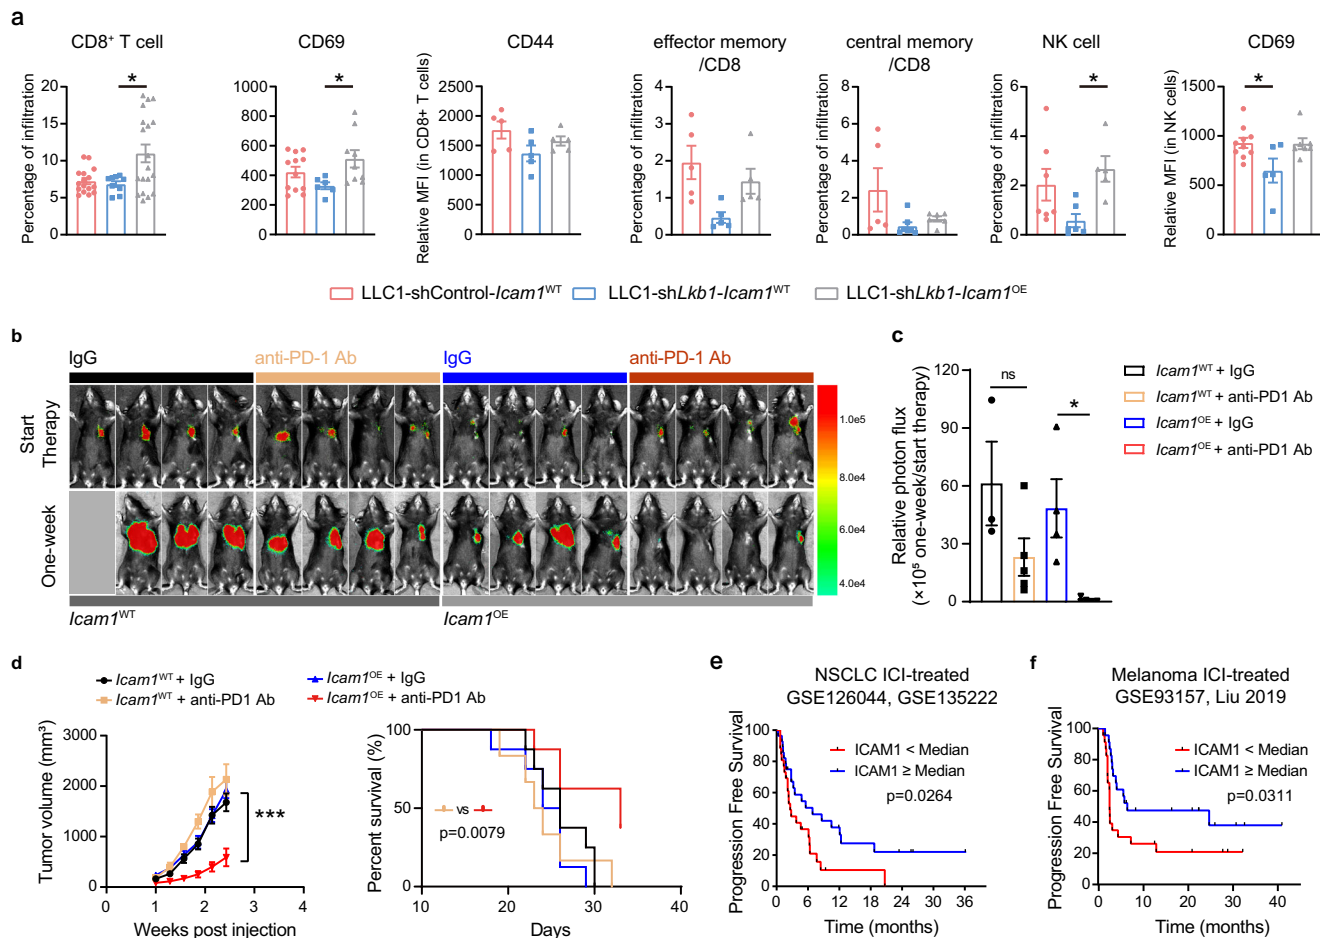 a
CD8⁺ T cell
Percentage of infiltration
20
15
10
5
0
*
CD69
Percentage of infiltration
1000
800
600
400
200
0
*
CD44
Relative MFI (in CD8+ T cells)
2500
2000
1500
1000
500
0
effector memory
/CD8
Percentage of infiltration
4
3
2
1
0
central memory
/CD8
Percentage of infiltration
8
6
4
2
0
NK cell
Percentage of infiltration
6
4
2
0
*
CD69
Relative MFI (in NK cells)
1500
1000
500
0
*
LLC1-shControl-Icam1ᵂᵀ
LLC1-shLkb1-Icam1ᵂᵀ
LLC1-shLkb1-Icam1ᴼᴱ
b
IgG
anti-PD-1 Ab
IgG
anti-PD-1 Ab
Start
Therapy
One-week
1.0e5
8.0e4
6.0e4
4.0e4
Icam1ᵂᵀ
Icam1ᴼᴱ
c
Relative photon flux
(×10⁵ one-week/start therapy)
120
90
60
30
0
ns
*
Icam1ᵂᵀ + IgG
Icam1ᵂᵀ + anti-PD1 Ab
Icam1ᴼᴱ + IgG
Icam1ᴼᴱ + anti-PD1 Ab
d
Icam1ᵂᵀ + IgG
Icam1ᵂᵀ + anti-PD1 Ab
Icam1ᴼᴱ + IgG
Icam1ᴼᴱ + anti-PD1 Ab
Tumor volume (mm³)
3000
2000
1000
0
***
0 1 2 3 4
Weeks post injection
Percent survival (%)
100
50
0
vs
p=0.0079
10 20 30 40
Days
e
NSCLC ICI-treated
GSE126044, GSE135222
Progression Free Survival
100
80
60
40
20
0
ICAM1 < Median
ICAM1 ≥ Median
p=0.0264
0 6 12 18 24 30 36
Time (months)
f
Melanoma ICI-treated
GSE93157, Liu 2019
Progression Free Survival
100
80
60
40
20
0
ICAM1 < Median
ICAM1 ≥ Median
p=0.0311
0 10 20 30 40
Time (months)